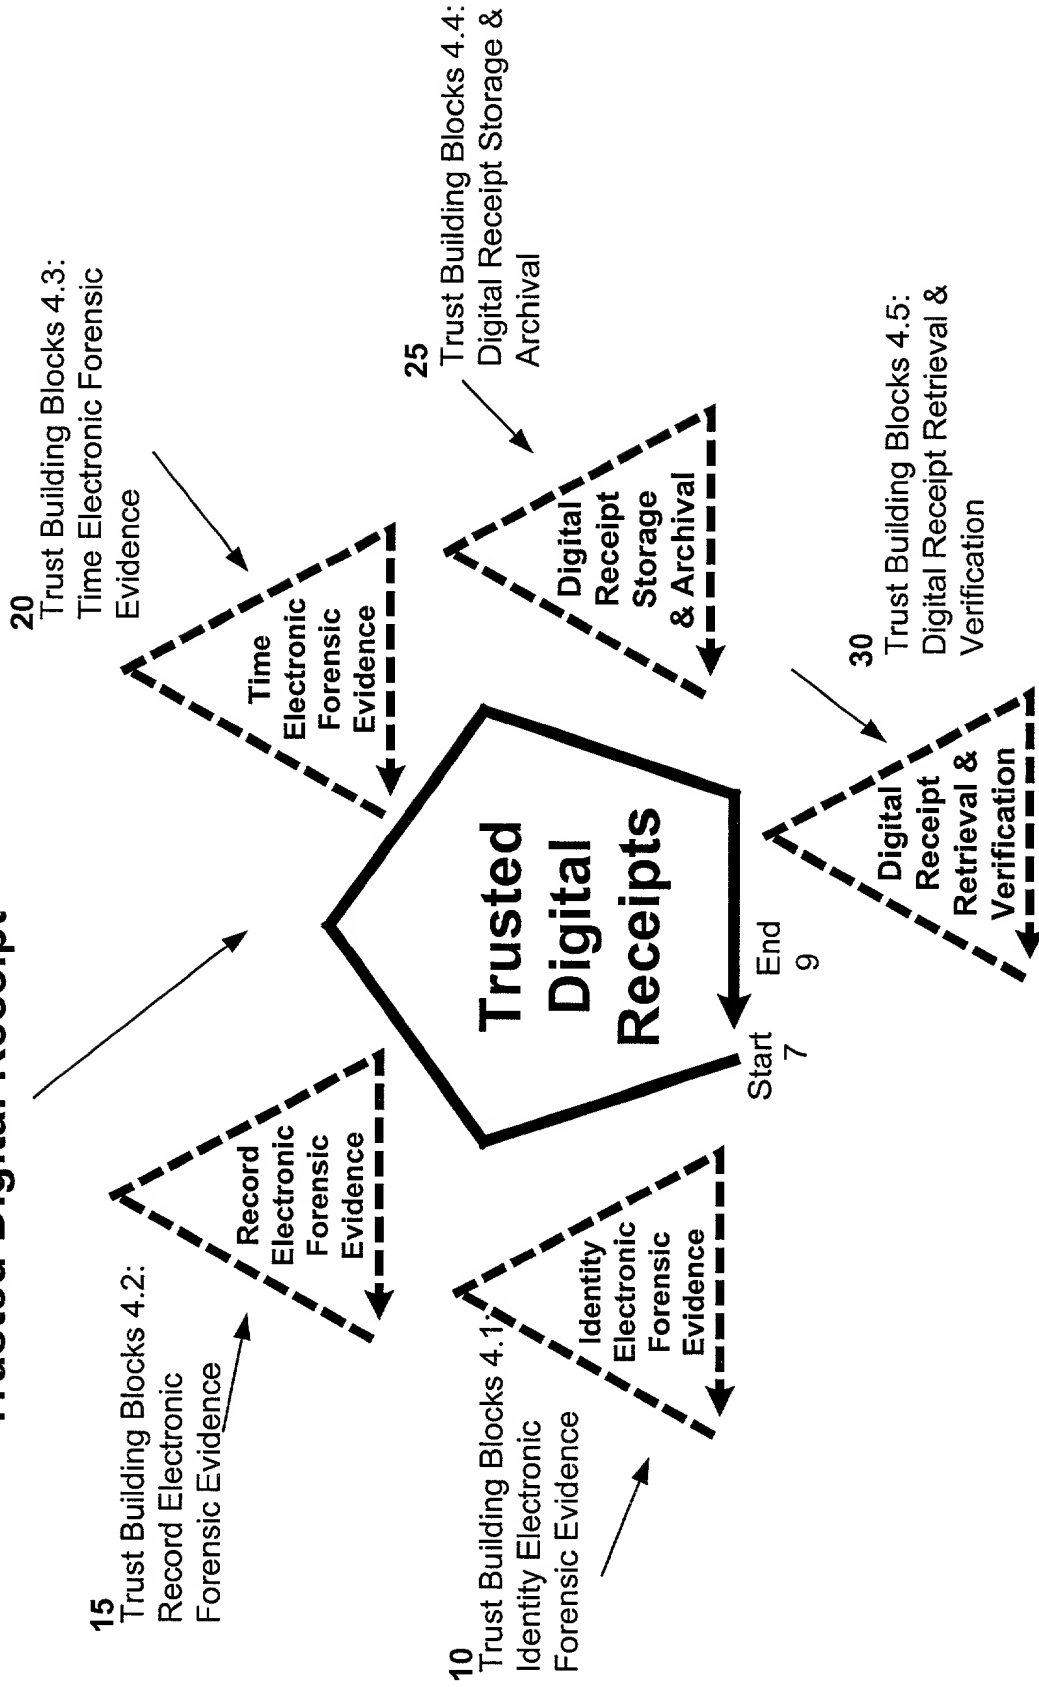 Trusted Digital Receipt
15
Trust Building Blocks 4.2:
Record Electronic
Forensic Evidence
20
Trust Building Blocks 4.3:
Time Electronic Forensic
Evidence
Record
Electronic
Forensic
Evidence
Time
Electronic
Forensic
Evidence
10
Trust Building Blocks 4.1:
Identity Electronic
Forensic Evidence
25
Trust Building Blocks 4.4:
Digital Receipt Storage &
Archival
Identity
Electronic
Forensic
Evidence
Trusted
Digital
Receipts
Digital
Receipt
Storage
& Archival
Start
7
End
9
30
Trust Building Blocks 4.5:
Digital Receipt Retrieval &
Verification
Digital
Receipt
Retrieval &
Verification